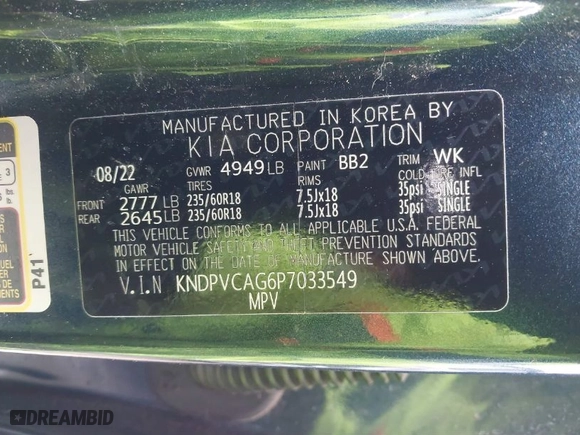 MANUFACTURED IN KOREA BY
KIA CORPORATION
08/22 GVWR 4949 LB PAINT BB2 TRIM WK
GAWR TIRES RIMS COLD TIRE INFL
FRONT 2777 LB 235/60R18 7.5Jx18 35psi SINGLE
REAR 2645 LB 235/60R18 7.5Jx18 35psi SINGLE
THIS VEHICLE CONFORMS TO ALL APPLICABLE U.S.A. FEDERAL
MOTOR VEHICLE SAFETY AND THEFT PREVENTION STANDARDS
IN EFFECT ON THE DATE OF MANUFACTURE SHOWN ABOVE.
V.I.N KNDPVCAG6P7033549
MPV
P41
3
DREAMBID